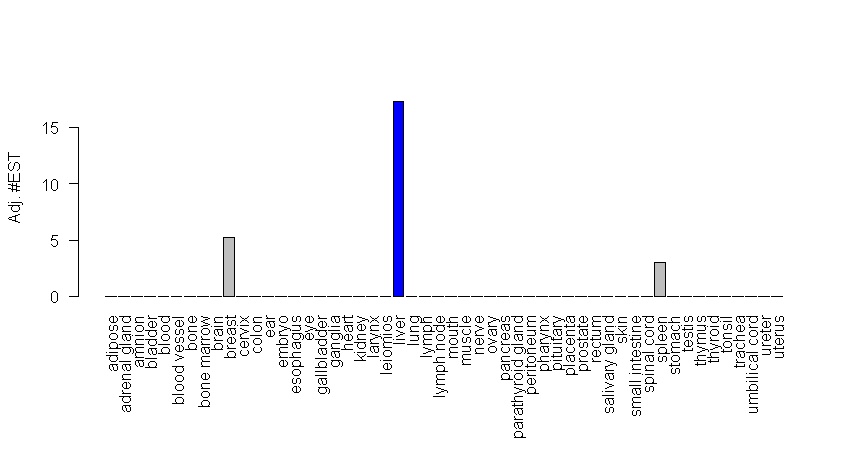 Adj. #EST
15
10
5
0
adipose
adrenal gland
amnion
bladder
blood
blood vessel
bone
bone marrow
brain
breast
cervix
colon
ear
embryo
esophagus
eye
gallbladder
ganglia
heart
kidney
larynx
leiomios
liver
lung
lymph
lymph node
mouth
muscle
nerve
ovary
pancreas
parathyroid gland
peritoneum
pharynx
pituitary
placenta
prostate
rectum
salivary gland
skin
small intestine
spinal cord
spleen
stomach
testis
thymus
thyroid
tonsil
trachea
umbilical cord
ureter
uterus